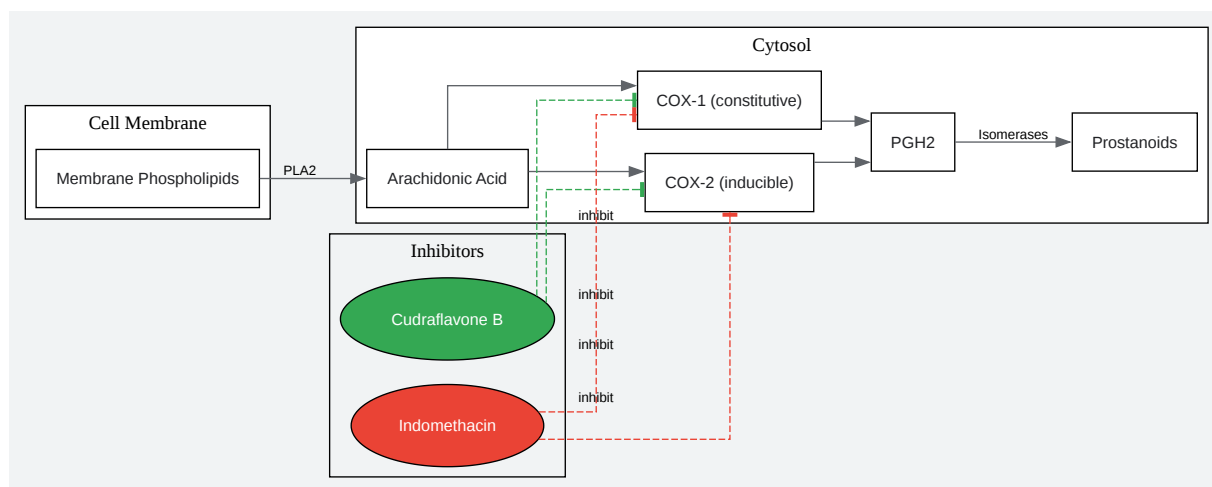 Cytosol
Cell Membrane
COX-1 (constitutive)
PGH2
Isomerases
Prostanoids
Membrane Phospholipids
PLA2
Arachidonic Acid
COX-2 (inducible)
inhibit
Inhibitors
inhibit
Cudraflavone B
inhibit
inhibit
Indomethacin